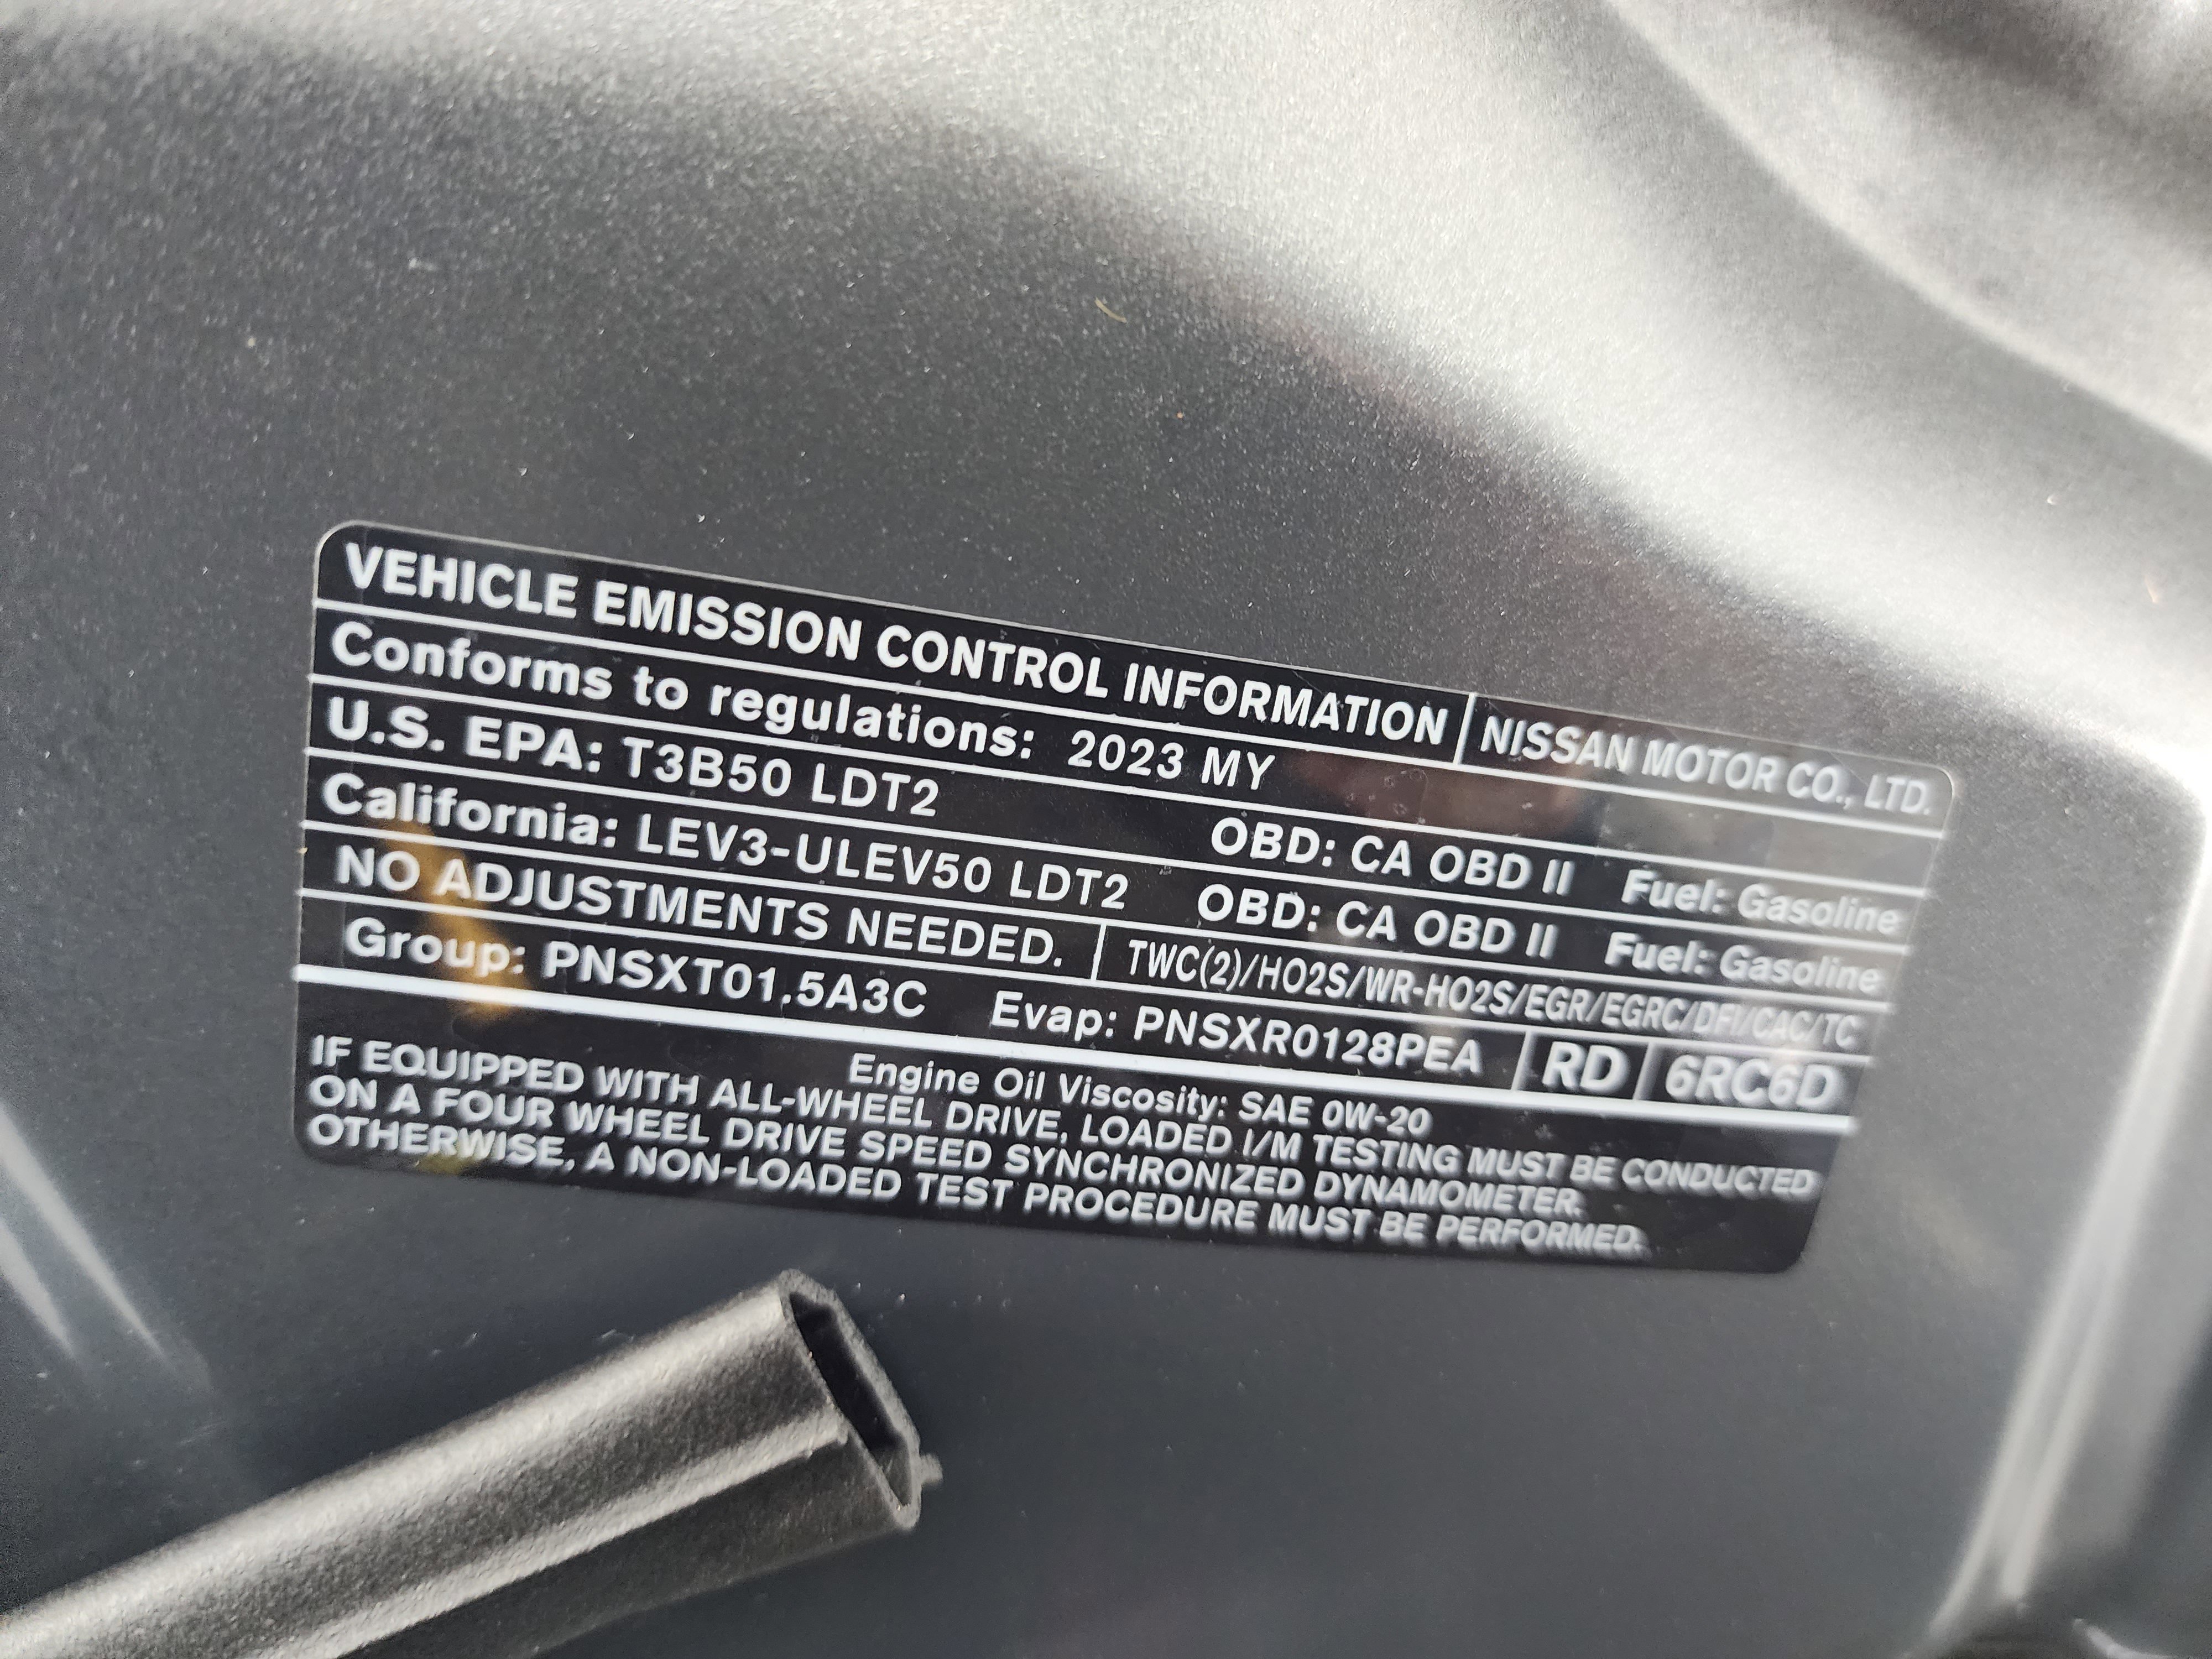 VEHICLE EMISSION CONTROL INFORMATION NISSAN MOTOR CO., LTD.
Conforms to regulations: 2023 MY
U.S. EPA: T3B50 LDT2 OBD: CA OBD II Fuel: Gasoline
California: LEV3-ULEV50 LDT2 OBD: CA OBD II Fuel: Gasoline
NO ADJUSTMENTS NEEDED. TWC(2)/HO2S/WR-HO2S/EGR/EGRC/DFI/CAC/TC
Group: PNSXT01.5A3C Evap: PNSXR0128PEA RD 6RC6D
Engine Oil Viscosity: SAE 0W-20
IF EQUIPPED WITH ALL-WHEEL DRIVE, LOADED I/M TESTING MUST BE CONDUCTED
ON A FOUR WHEEL DRIVE SPEED SYNCHRONIZED DYNAMOMETER.
OTHERWISE, A NON-LOADED TEST PROCEDURE MUST BE PERFORMED.